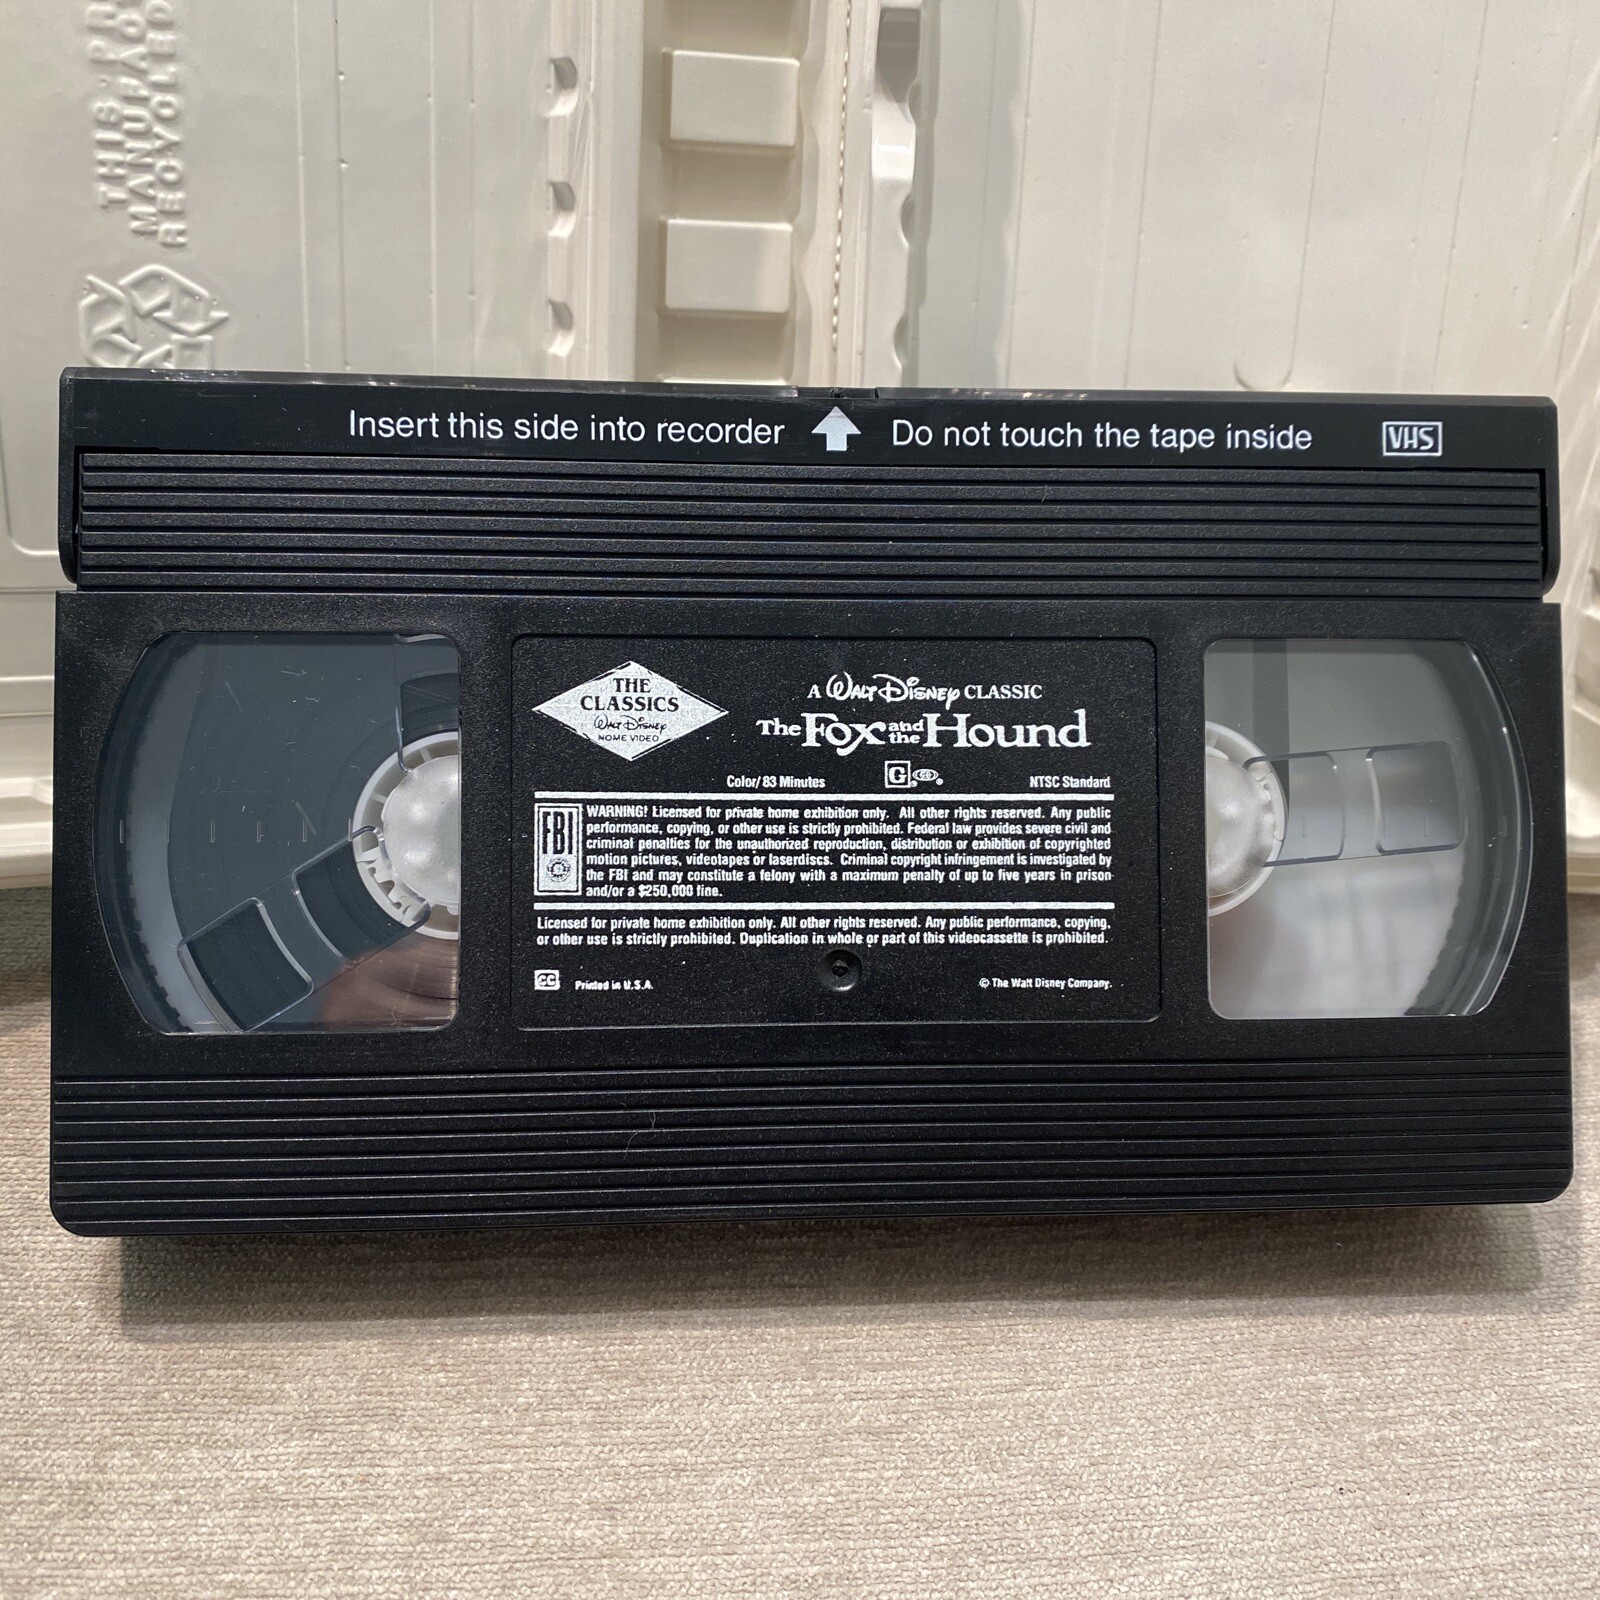 THIS
MANUFAC
RECYCLED
Insert this side into recorder
Do not touch the tape inside
VHS
THE
CLASSICS
Walt Disney
HOME VIDEO
A Walt Disney CLASSIC
The Fox and the Hound
Color/ 83 Minutes
G
NTSC Standard
FBI
WARNING! Licensed for private home exhibition only. All other rights reserved. Any public
performance, copying, or other use is strictly prohibited. Federal law provides severe civil and
criminal penalties for the unauthorized reproduction, distribution or exhibition of copyrighted
motion pictures, videotapes or laserdiscs. Criminal copyright infringement is investigated by
the FBI and may constitute a felony with a maximum penalty of up to five years in prison
and/or a $250,000 fine.
Licensed for private home exhibition only. All other rights reserved. Any public performance, copying,
or other use is strictly prohibited. Duplication in whole or part of this videocassette is prohibited.
CC
Printed in U.S.A.
© The Walt Disney Company.